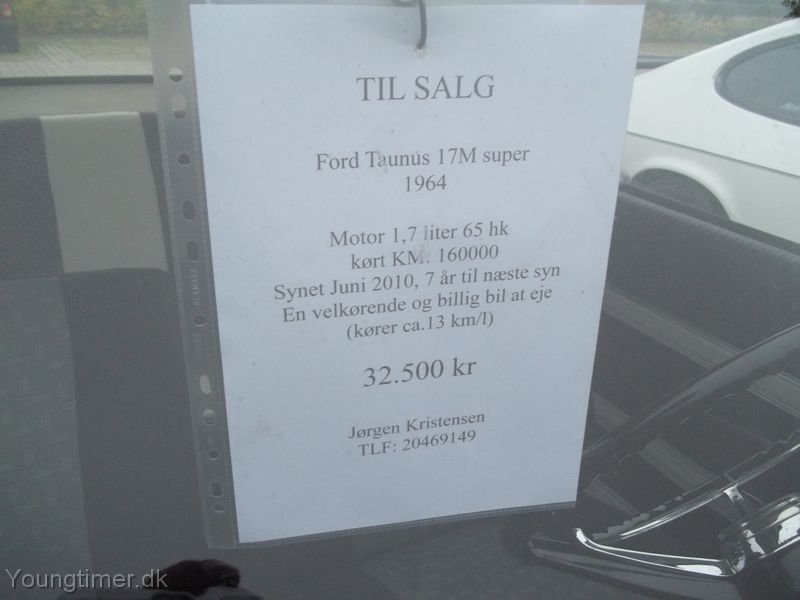 TIL SALG
Ford Taunus 17M super
1964
Motor 1,7 liter 65 hk
kørt KM: 160000
Synet Juni 2010, 7 år til næste syn
En velkørende og billig bil at eje
(kører ca.13 km/l)
32.500 kr
Jørgen Kristensen
TLF: 20469149
Youngtimer.dk